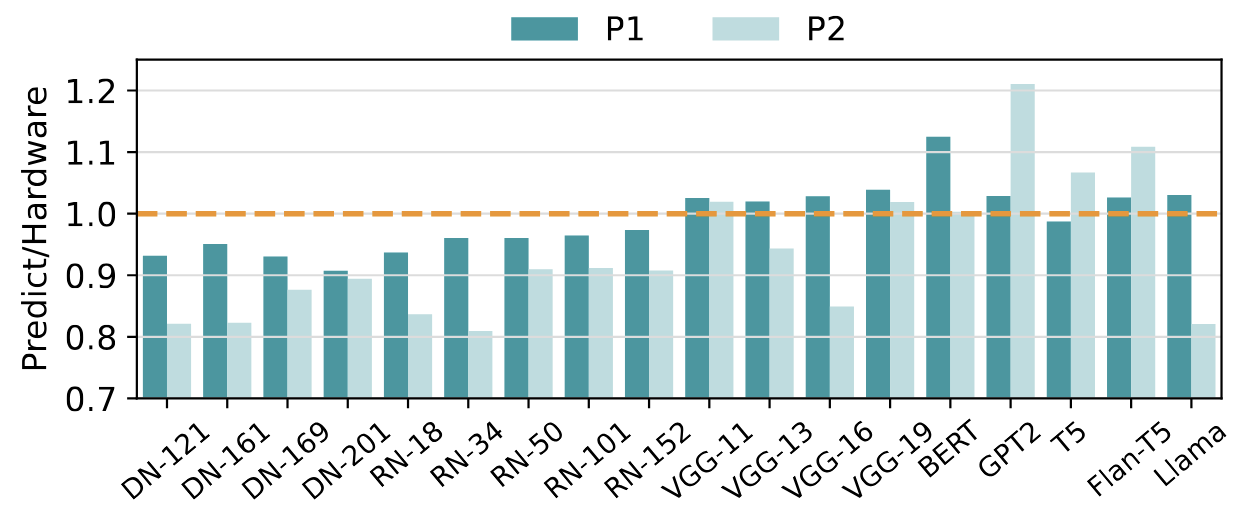 P1 P2
Predict/Hardware
1.2
1.1
1.0
0.9
0.8
0.7
DN-121 DN-161 DN-169 DN-201 RN-18 RN-34 RN-50 RN-101 RN-152 VGG-11 VGG-13 VGG-16 VGG-19 BERT GPT2 T5 Flan-T5 Llama